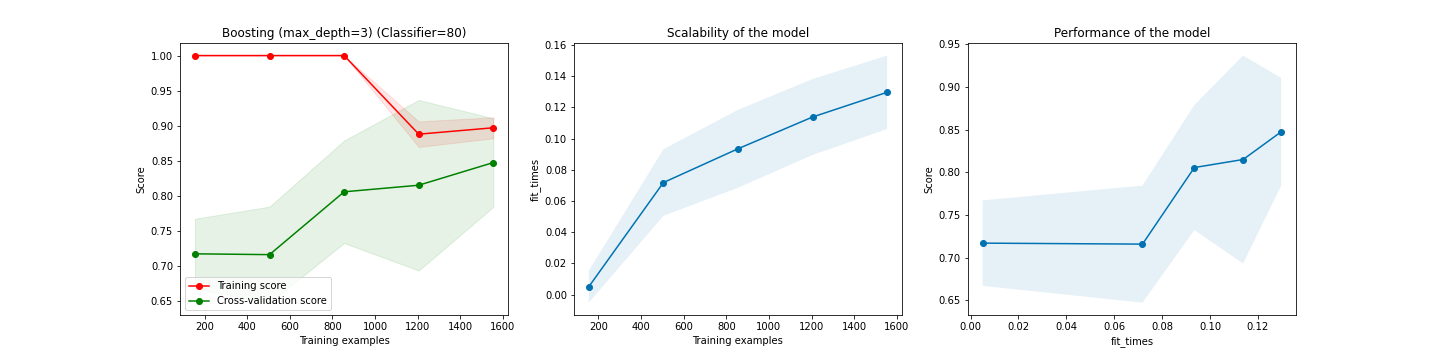 Boosting (max_depth=3) (Classifier=80)
1.00
0.95
0.90
0.85
0.80
0.75
0.70
0.65
Score
Training score
Cross-validation score
200 400 600 800 1000 1200 1400 1600
Training examples
Scalability of the model
0.16
0.14
0.12
0.10
0.08
0.06
0.04
0.02
0.00
fit_times
200 400 600 800 1000 1200 1400 1600
Training examples
Performance of the model
0.95
0.90
0.85
0.80
0.75
0.70
0.65
Score
0.00 0.02 0.04 0.06 0.08 0.10 0.12
fit_times